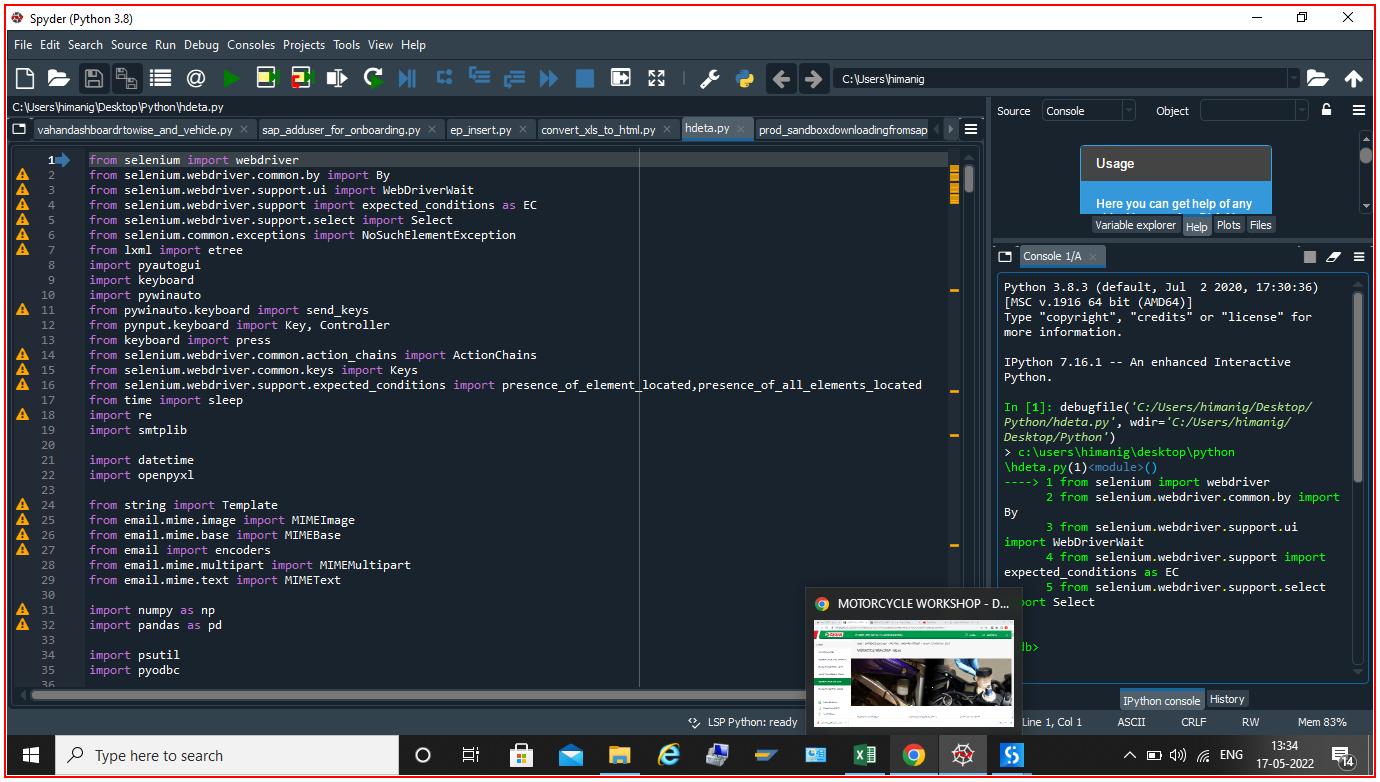 Spyder (Python 3.8)
File Edit Search Source Run Debug Consoles Projects Tools View Help
C:\Users\himanig
C:\Users\himanig\Desktop\Python\hdeta.py
vahandashboardrtowise_and_vehicle.py sap_adduser_for_onboarding.py ep_insert.py convert_xls_to_html.py hdeta.py prod_sandboxdownloadingfromsap
1 from selenium import webdriver
2 from selenium.webdriver.common.by import By
3 from selenium.webdriver.support.ui import WebDriverWait
4 from selenium.webdriver.support import expected_conditions as EC
5 from selenium.webdriver.support.select import Select
6 from selenium.common.exceptions import NoSuchElementException
7 from lxml import etree
8 import pyautogui
9 import keyboard
10 import pywinauto
11 from pywinauto.keyboard import send_keys
12 from pynput.keyboard import Key, Controller
13 from keyboard import press
14 from selenium.webdriver.common.action_chains import ActionChains
15 from selenium.webdriver.common.keys import Keys
16 from selenium.webdriver.support.expected_conditions import presence_of_element_located,presence_of_all_elements_located
17 from time import sleep
18 import re
19 import smtplib
20
21 import datetime
22 import openpyxl
23
24 from string import Template
25 from email.mime.image import MIMEImage
26 from email.mime.base import MIMEBase
27 from email import encoders
28 from email.mime.multipart import MIMEMultipart
29 from email.mime.text import MIMEText
30
31 import numpy as np
32 import pandas as pd
33
34 import psutil
35 import pyodbc
36
Source Console Object
Usage
Here you can get help of any
Variable explorer Help Plots Files
Console 1/A
Python 3.8.3 (default, Jul  2 2020, 17:30:36)
[MSC v.1916 64 bit (AMD64)]
Type "copyright", "credits" or "license" for
more information.
IPython 7.16.1 -- An enhanced Interactive
Python.
In [1]: debugfile('C:/Users/himanig/Desktop/
Python/hdeta.py', wdir='C:/Users/himanig/
Desktop/Python')
> c:\users\himanig\desktop\python
\hdeta.py(1)<module>()
----> 1 from selenium import webdriver
2 from selenium.webdriver.common.by import
By
3 from selenium.webdriver.support.ui
import WebDriverWait
4 from selenium.webdriver.support import
expected_conditions as EC
5 from selenium.webdriver.support.select
port Select
db>
IPython console History
MOTORCYCLE WORKSHOP - D...
LSP Python: ready Line 1, Col 1 ASCII CRLF RW Mem 83%
Type here to search
ENG
13:34
17-05-2022
14